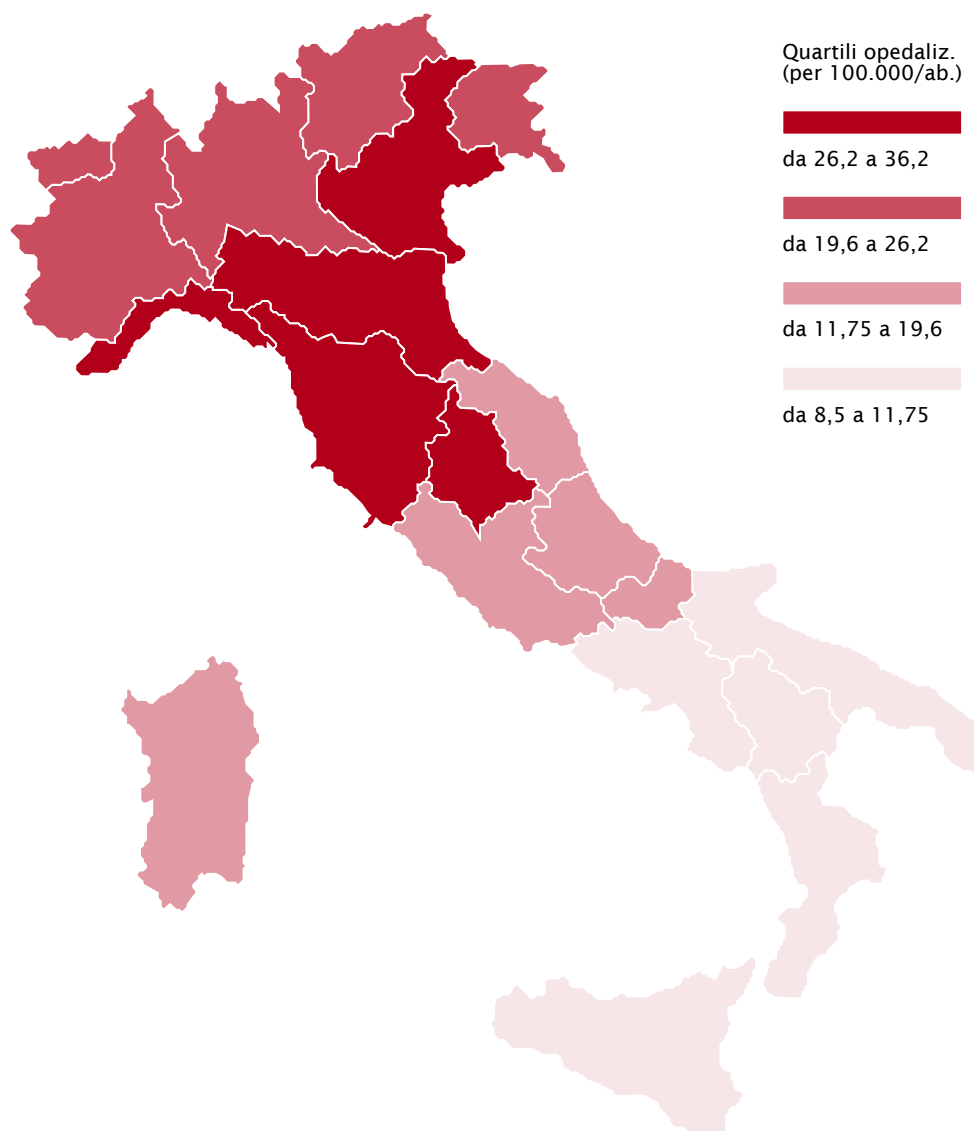 Quartili opedaliz.
(per 100.000/ab.)
da 26,2 a 36,2
da 19,6 a 26,2
da 11,75 a 19,6
da 8,5 a 11,75